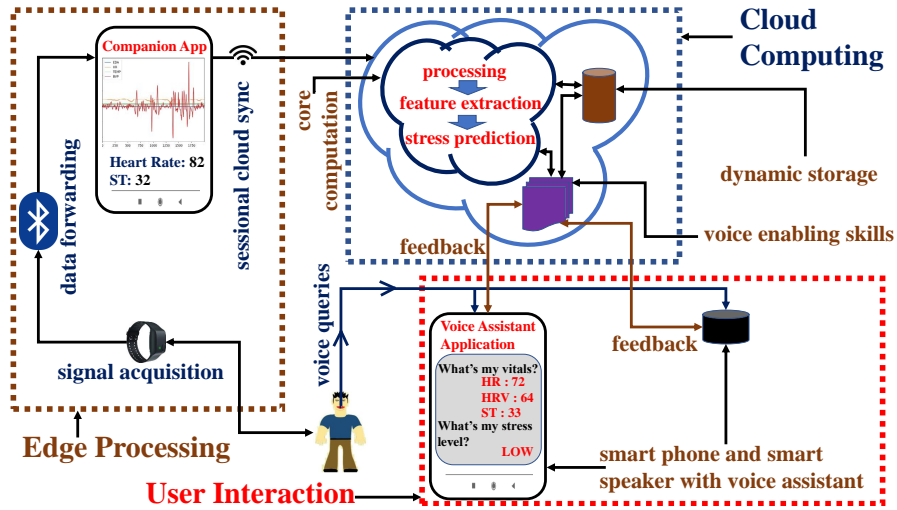 Companion App
Heart Rate: 82
ST: 32
data forwarding
sessional cloud sync
signal acquisition
Edge Processing
core
computation
processing
feature extraction
stress prediction
Cloud
Computing
dynamic storage
voice enabling skills
feedback
voice queries
Voice Assistant
Application
What's my vitals?
HR : 72
HRV : 64
ST : 33
What's my stress
level?
LOW
feedback
smart phone and smart
speaker with voice assistant
User Interaction